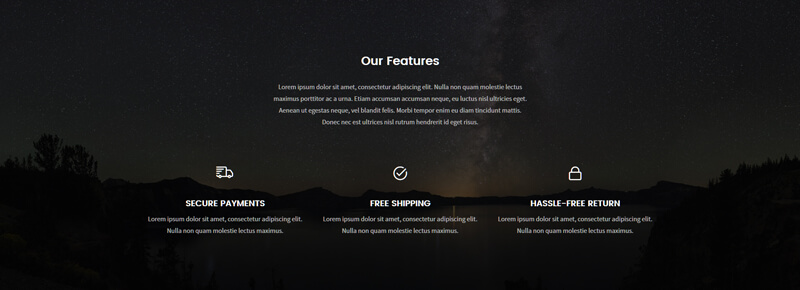 Our Features
Lorem ipsum dolor sit amet, consectetur adipiscing elit. Nulla non quam molestie lectus
maximus porttitor ac a urna. Etiam accumsan accumsan neque, eu luctus nisl ultricies eget.
Aenean ut egestas neque, vel blandit felis. Morbi tempor enim eu diam tincidunt mattis.
Donec nec est ultrices nisl rutrum hendrerit id eget risus.
SECURE PAYMENTS
Lorem ipsum dolor sit amet, consectetur adipiscing elit.
Nulla non quam molestie lectus maximus.
FREE SHIPPING
Lorem ipsum dolor sit amet, consectetur adipiscing elit.
Nulla non quam molestie lectus maximus.
HASSLE-FREE RETURN
Lorem ipsum dolor sit amet, consectetur adipiscing elit.
Nulla non quam molestie lectus maximus.